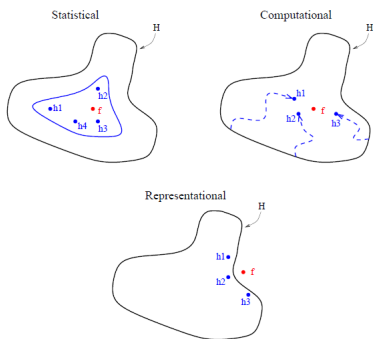 Statistical
H
h2
h1
f
h4
h3
Computational
H
h1
f
h2
h3
Representational
H
h1
f
h2
h3